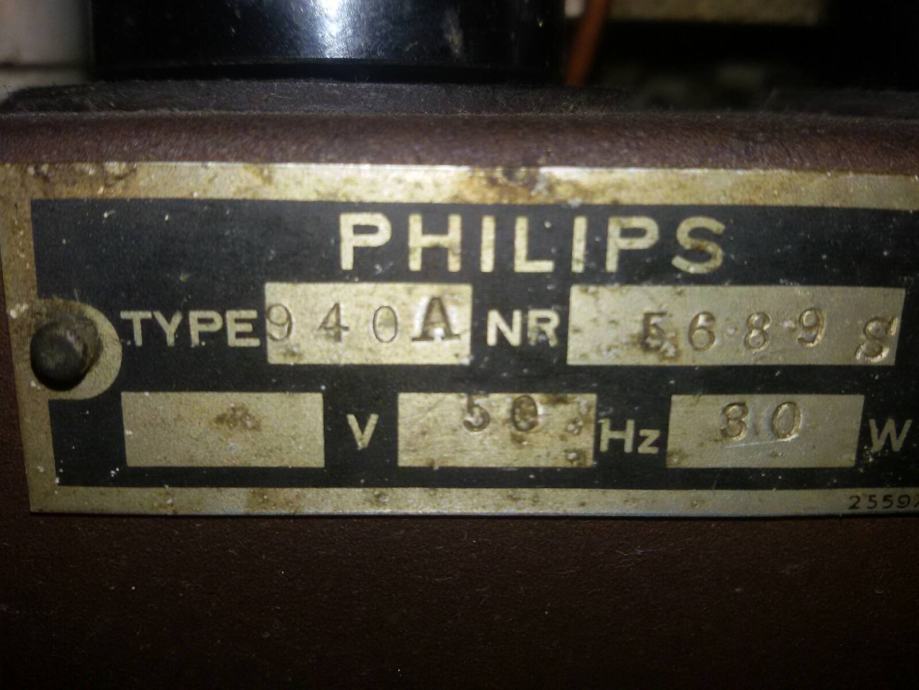 PHILIPS
TYPE 940A NR 5689 S
V 50 Hz 30 W